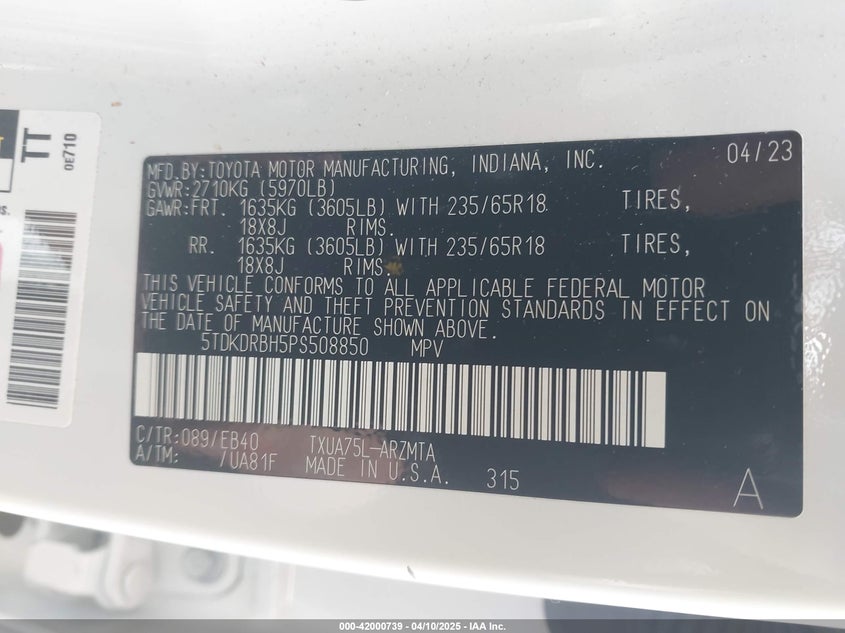 TT
0E710
MFD.BY:TOYOTA MOTOR MANUFACTURING, INDIANA, INC. 04/23
GVWR:2710KG (5970LB)
GAWR:FRT. 1635KG (3605LB) WITH 235/65R18 TIRES,
18X8J RIMS.
RR. 1635KG (3605LB) WITH 235/65R18 TIRES,
18X8J RIMS.
THIS VEHICLE CONFORMS TO ALL APPLICABLE FEDERAL MOTOR
VEHICLE SAFETY AND THEFT PREVENTION STANDARDS IN EFFECT ON
THE DATE OF MANUFACTURE SHOWN ABOVE.
5TDKDRBH5PS508850 MPV
C/TR:089/EB40 TXUA75L-ARZMTA
A/TM: /UA81F MADE IN U.S.A. 315
A
000-42000739 - 04/10/2025 - IAA Inc.